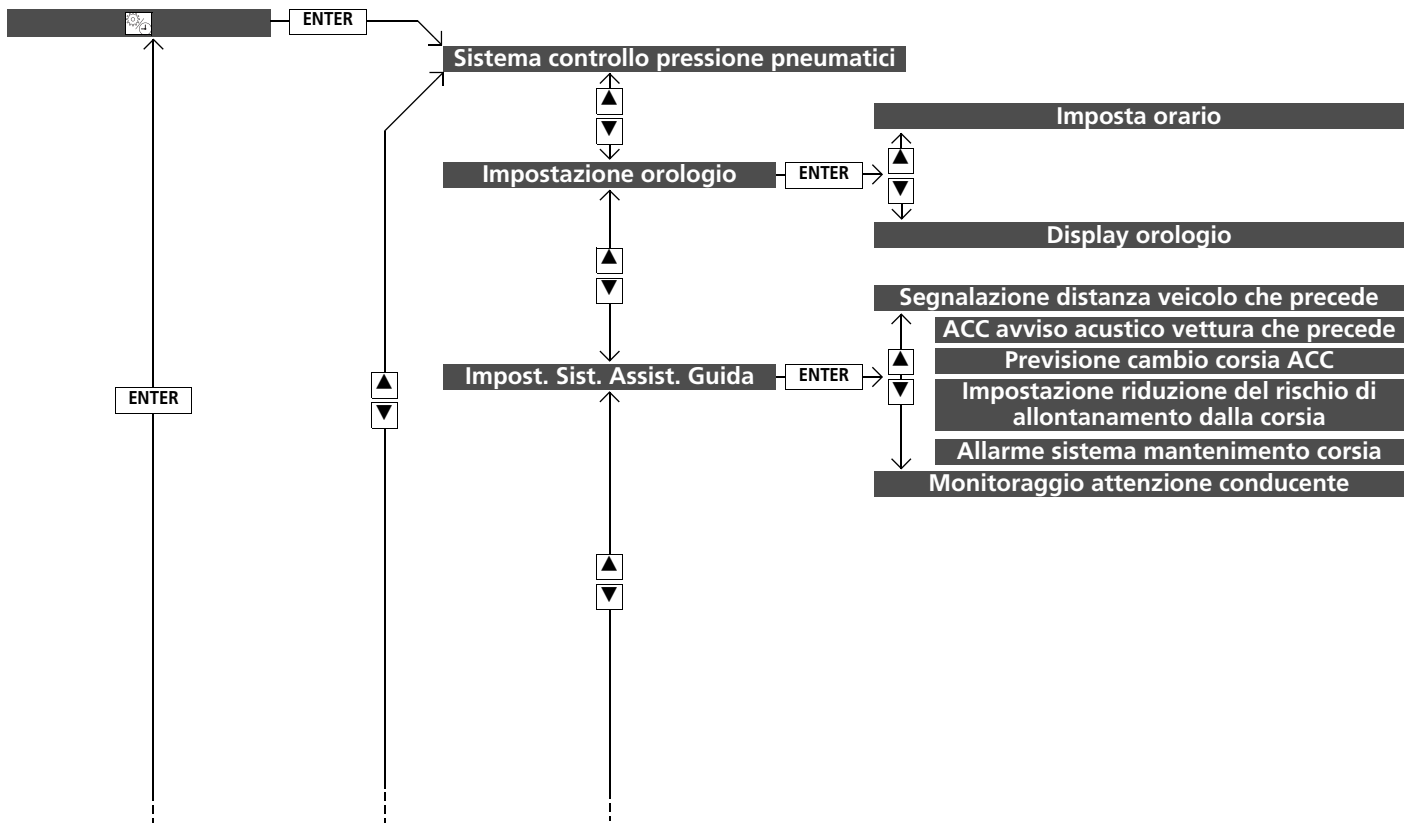 ENTER
Sistema controllo pressione pneumatici
▲
▼
Imposta orario
Impostazione orologio
ENTER
▲
▼
Display orologio
▲
▼
Segnalazione distanza veicolo che precede
ACC avviso acustico vettura che precede
Previsione cambio corsia ACC
Impost. Sist. Assist. Guida
ENTER
▲
▼
Impostazione riduzione del rischio di
allontanamento dalla corsia
Allarme sistema mantenimento corsia
Monitoraggio attenzione conducente
ENTER
▲
▼
▲
▼